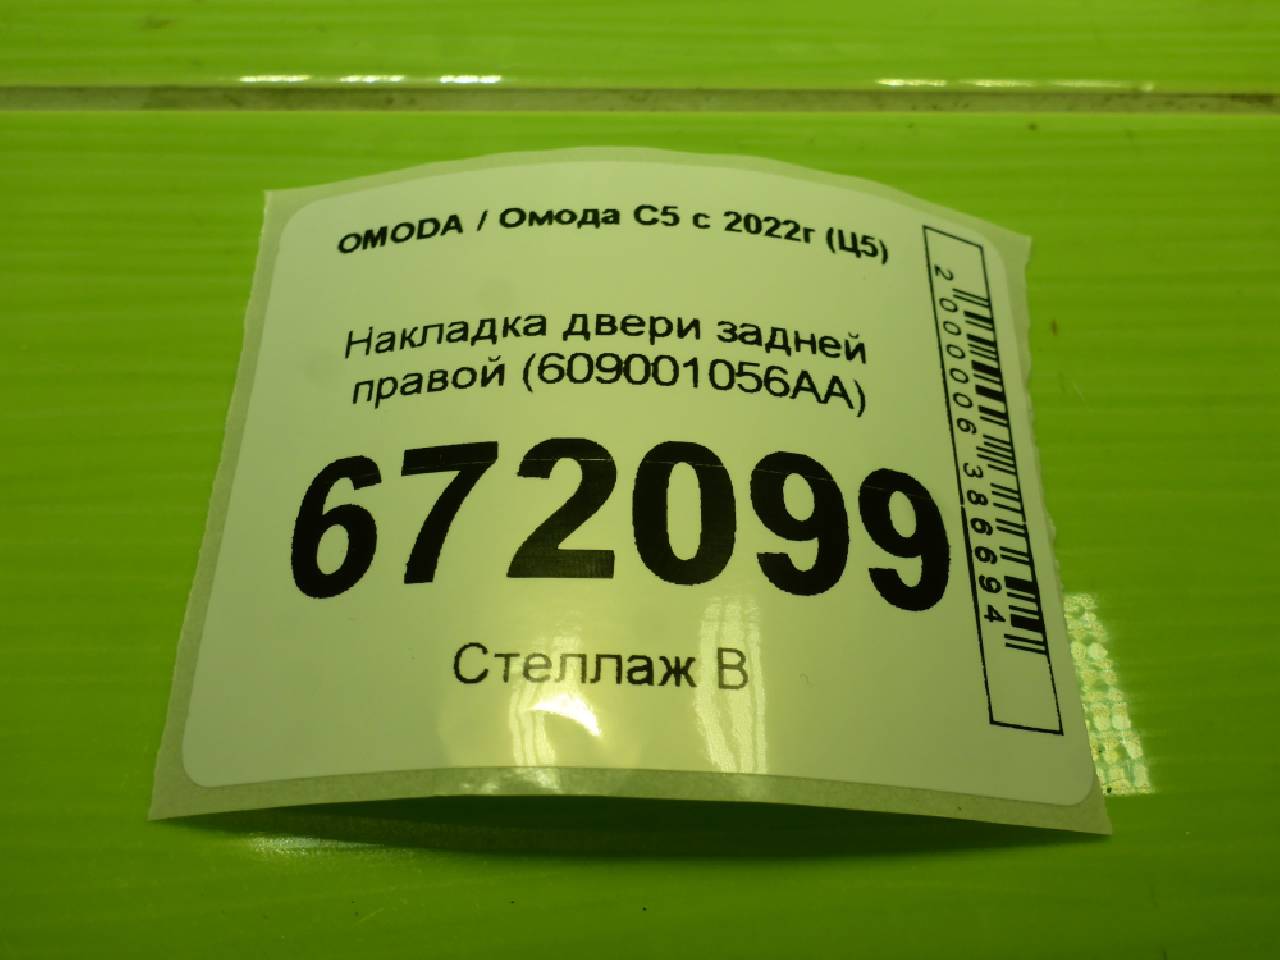 OMODA / Омода C5 с 2022г (Ц5)
Накладка двери задней
правой (609001056AA)
672099
Стеллаж В
2000006386694